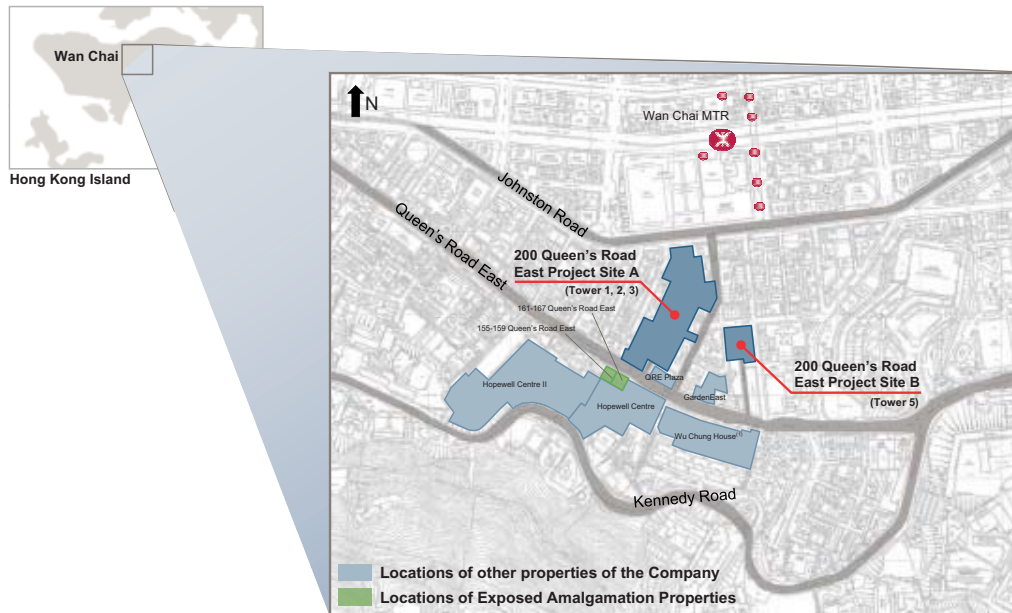 Wan Chai
Hong Kong Island
N
Wan Chai MTR
Johnston Road
Queen's Road East
200 Queen's Road
East Project Site A
(Tower 1, 2, 3)
161-167 Queen's Road East
155-159 Queen's Road East
200 Queen's Road
East Project Site B
(Tower 5)
QRE Plaza
GardenEast
Hopewell Centre II
Hopewell Centre
Wu Chung House(1)
Kennedy Road
Locations of other properties of the Company
Locations of Exposed Amalgamation Properties